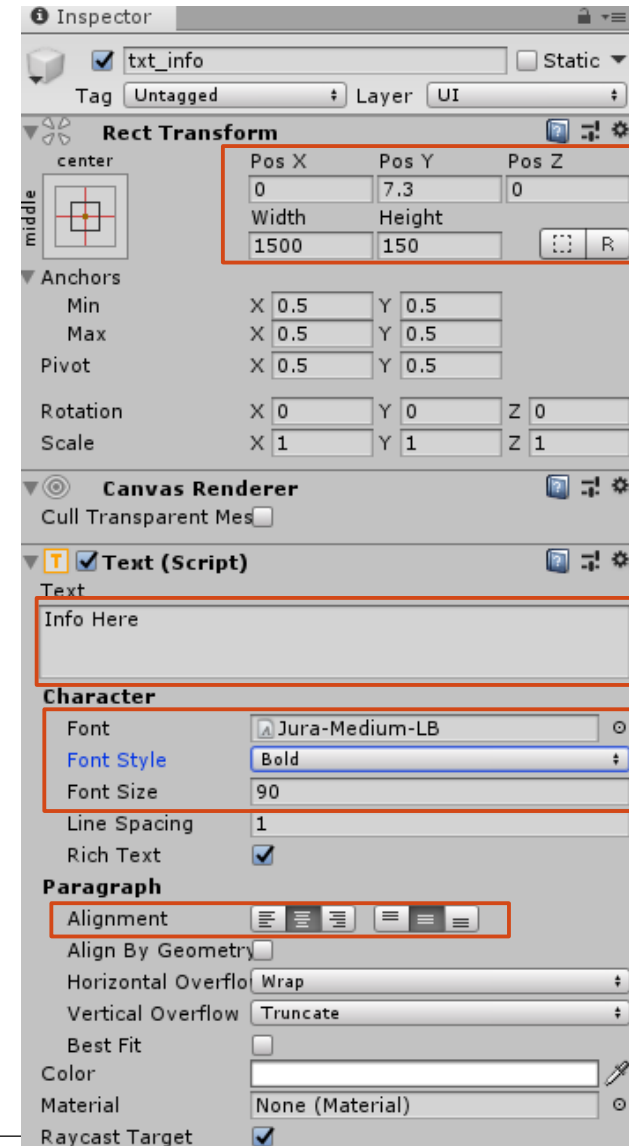 Inspector
txt_info Static
Tag Untagged Layer UI
Rect Transform
center Pos X Pos Y Pos Z
middle 0 7.3 0
Width Height
1500 150 R
Anchors
Min X 0.5 Y 0.5
Max X 0.5 Y 0.5
Pivot X 0.5 Y 0.5
Rotation X 0 Y 0 Z 0
Scale X 1 Y 1 Z 1
Canvas Renderer
Cull Transparent Mes
Text (Script)
Text
Info Here
Character
Font Jura-Medium-LB
Font Style Bold
Font Size 90
Line Spacing 1
Rich Text
Paragraph
Alignment
Align By Geometry
Horizontal Overflo Wrap
Vertical Overflow Truncate
Best Fit
Color
Material None (Material)
Raycast Target